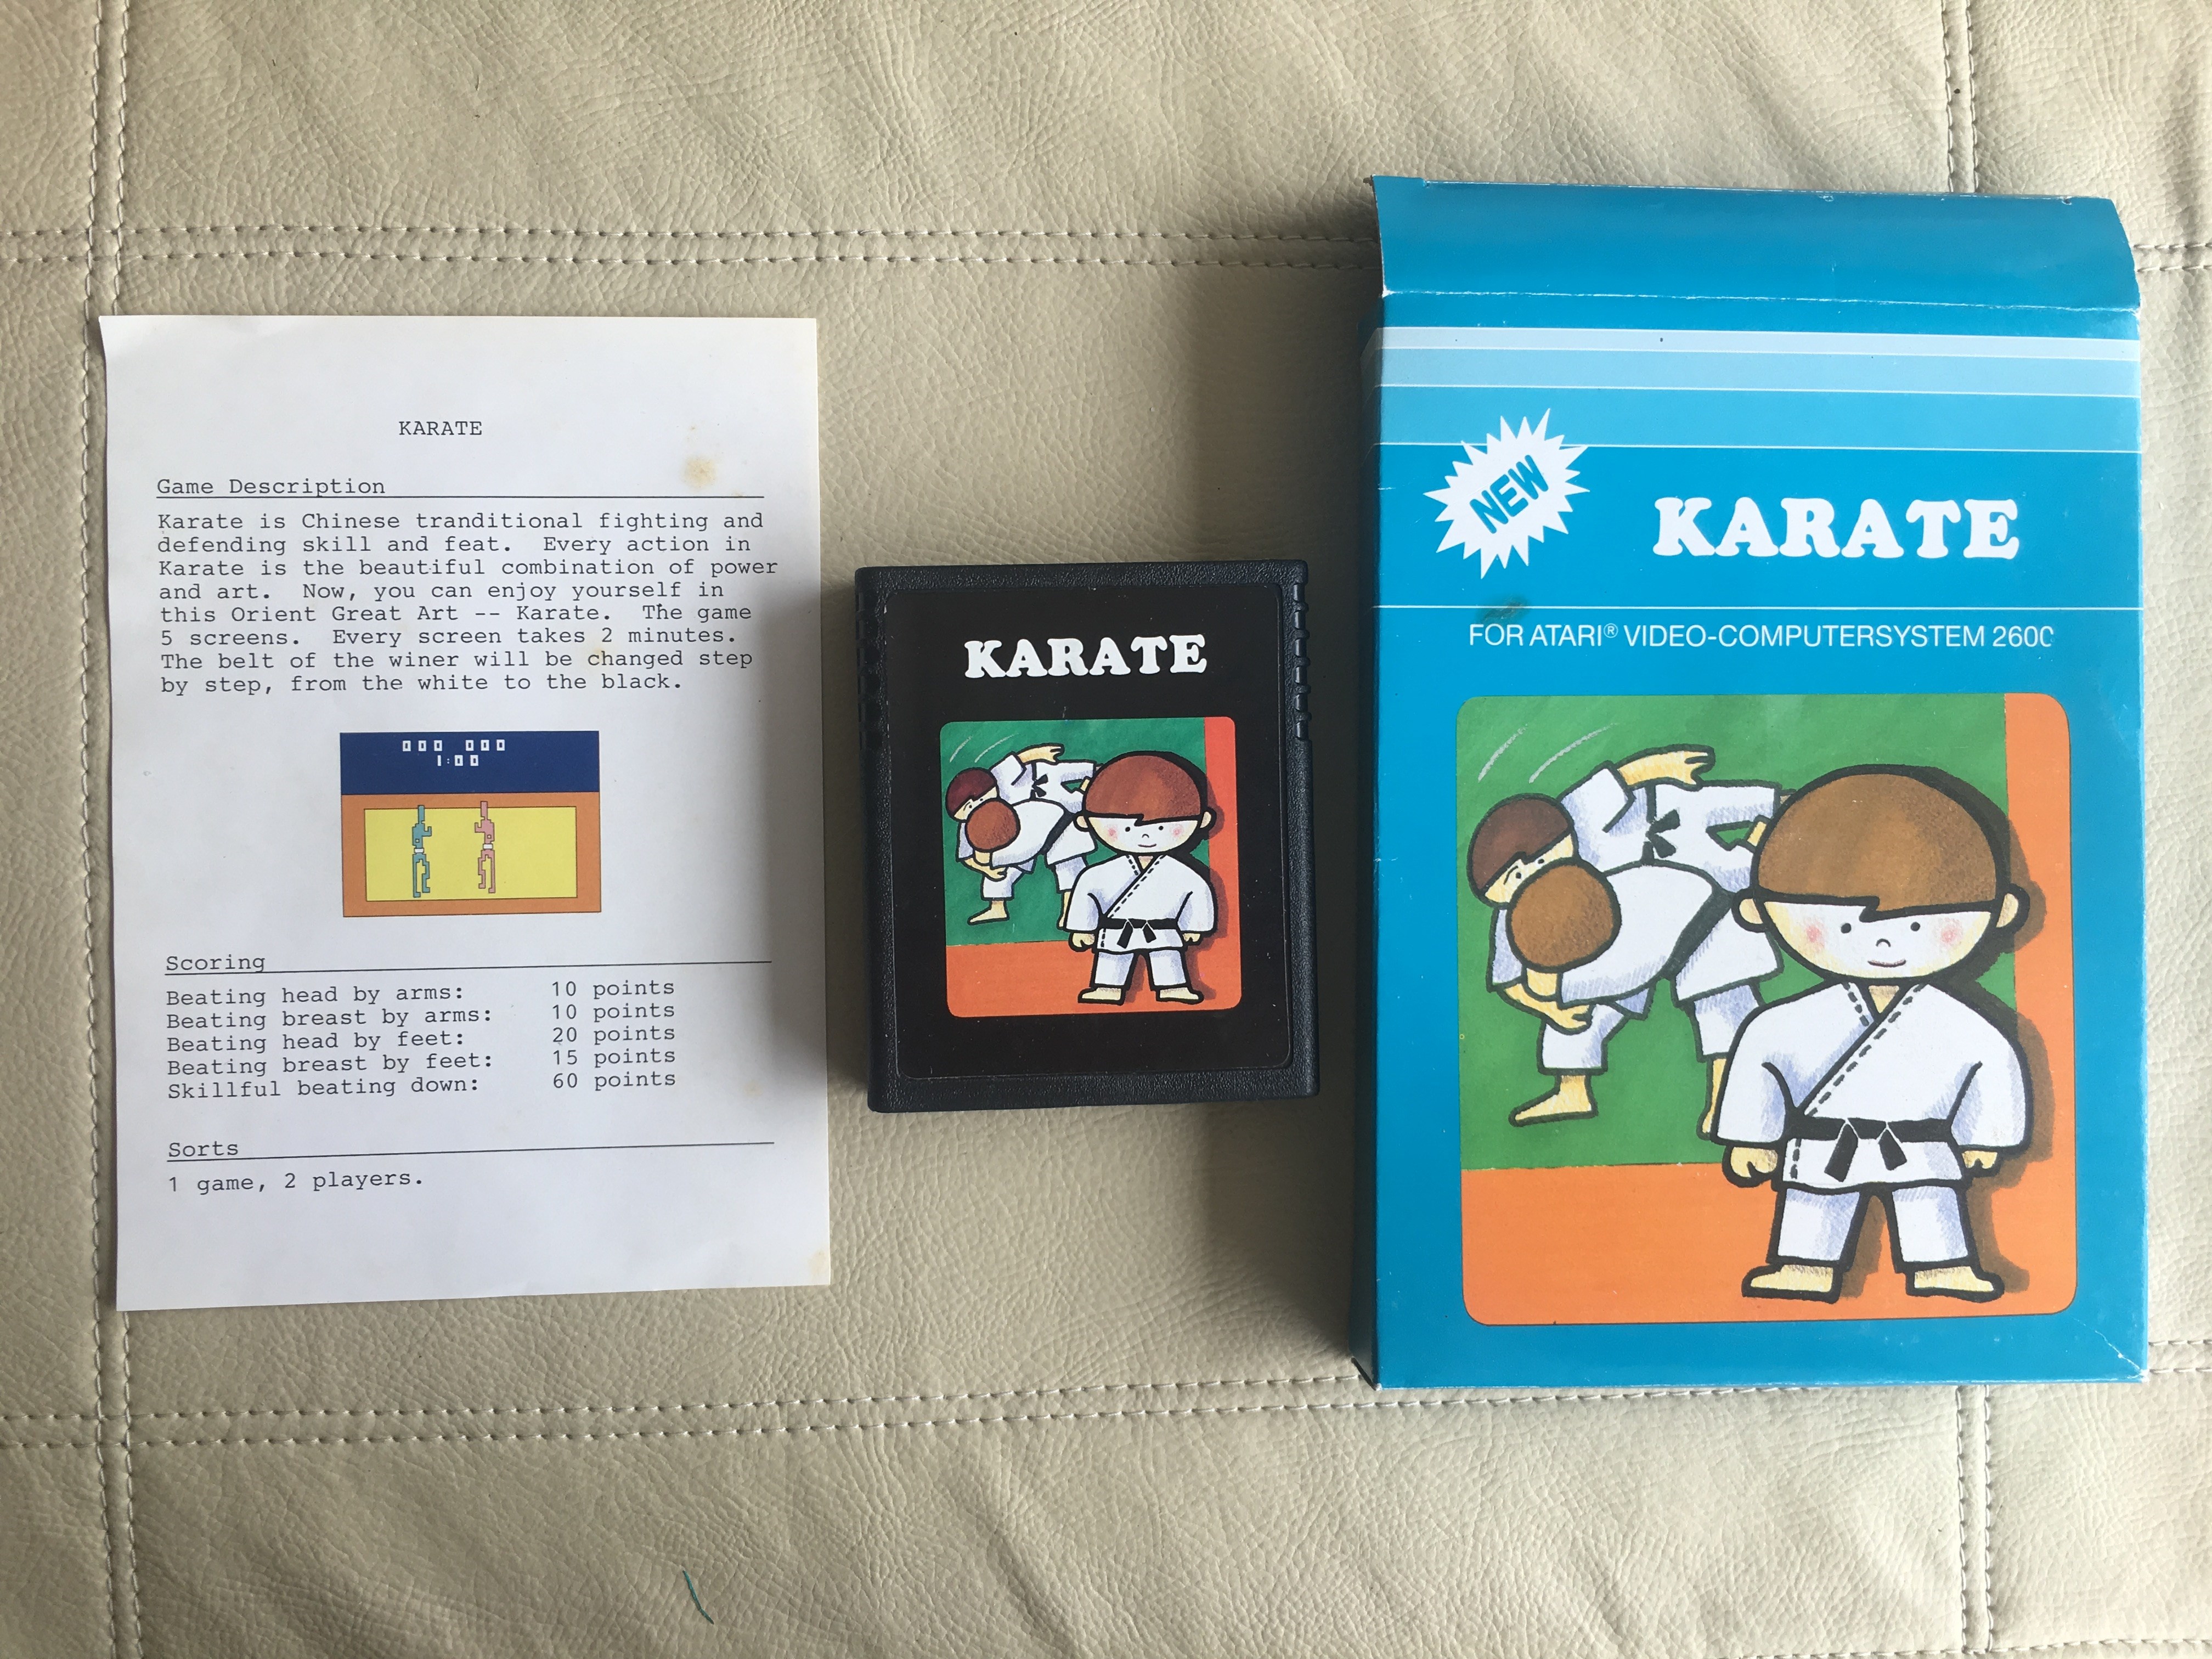 KARATE
Game Description
Karate is Chinese tranditional fighting and
defending skill and feat. Every action in
Karate is the beautiful combination of power
and art. Now, you can enjoy yourself in
this Orient Great Art -- Karate. The game
5 screens. Every screen takes 2 minutes.
The belt of the winer will be changed step
by step, from the white to the black.
000 000
1:00
Scoring
Beating head by arms: 10 points
Beating breast by arms: 10 points
Beating head by feet: 20 points
Beating breast by feet: 15 points
Skillful beating down: 60 points
Sorts
1 game, 2 players.
KARATE
NEW
KARATE
FOR ATARI® VIDEO-COMPUTERSYSTEM 2600